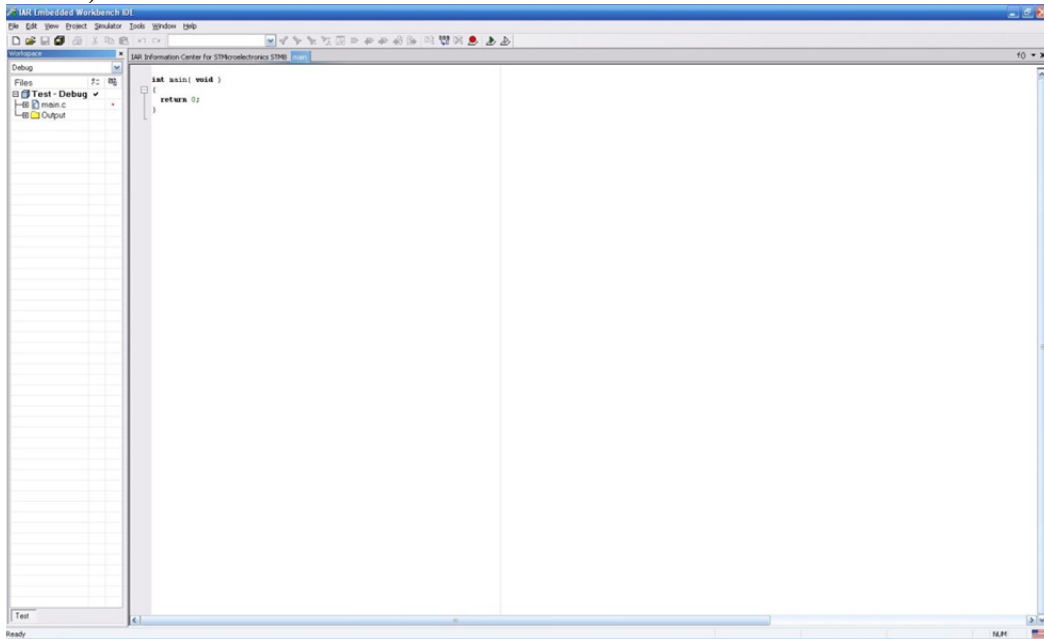 IAR Embedded Workbench IDE
File Edit View Project Simulator Tools Window Help
Workspace
IAR Information Center for STMicroelectronics STM8 main
f()
Debug
Files
Test - Debug
main.c
Output
int main( void )
{
return 0;
}
Test
Ready
NUM